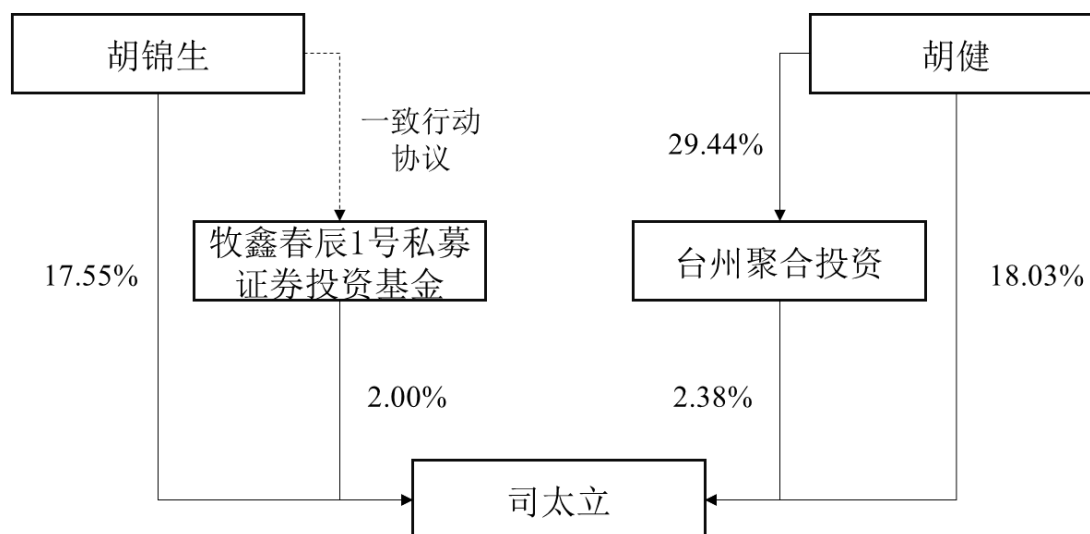 胡锦生
胡健
一致行动
协议
29.44%
牧鑫春辰1号私募
证券投资基金
台州聚合投资
17.55%
18.03%
2.00%
2.38%
司太立